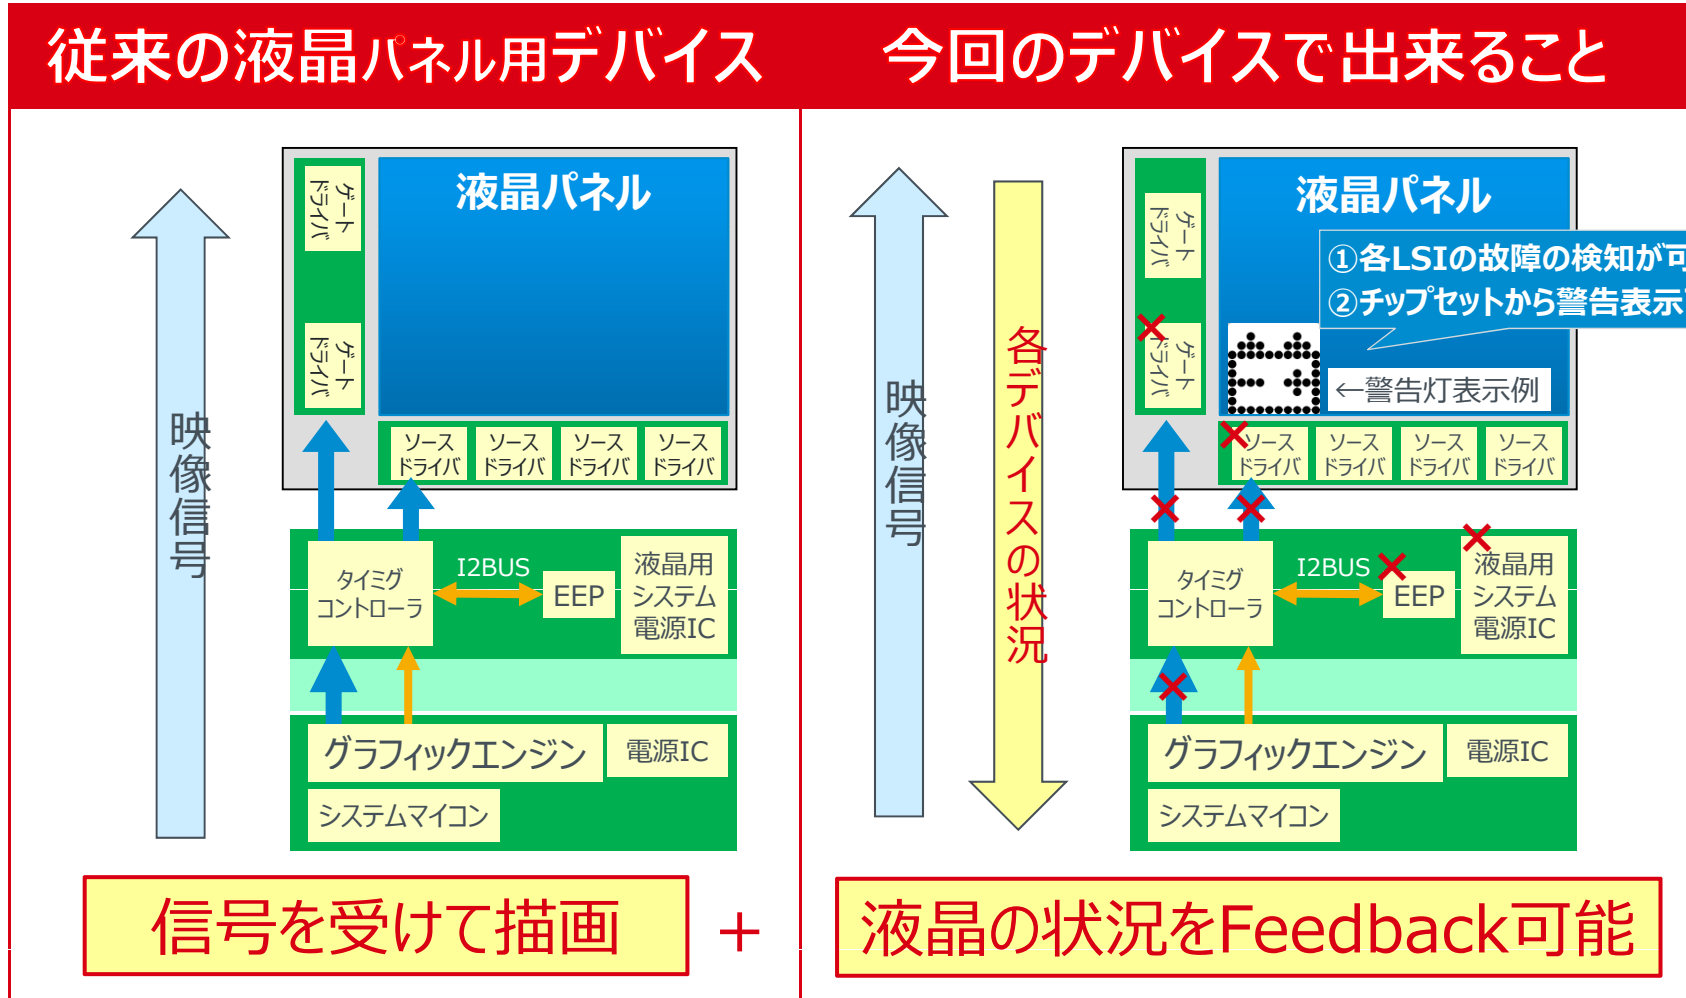 従来の液晶パネル用デバイス
今回のデバイスで出来ること
映像信号
液晶パネル
ゲート
ドライバ
ゲート
ドライバ
ソース
ドライバ
ソース
ドライバ
ソース
ドライバ
ソース
ドライバ
タイミグ
コントローラ
I2BUS
EEP
液晶用
システム
電源IC
グラフィックエンジン
電源IC
システムマイコン
信号を受けて描画
+
映像信号
各デバイスの状況
液晶パネル
①各LSIの故障の検知が可
②チップセットから警告表示
←警告灯表示例
ゲート
ドライバ
ゲート
ドライバ
ソース
ドライバ
ソース
ドライバ
ソース
ドライバ
ソース
ドライバ
タイミグ
コントローラ
I2BUS
EEP
液晶用
システム
電源IC
グラフィックエンジン
電源IC
システムマイコン
液晶の状況をFeedback可能